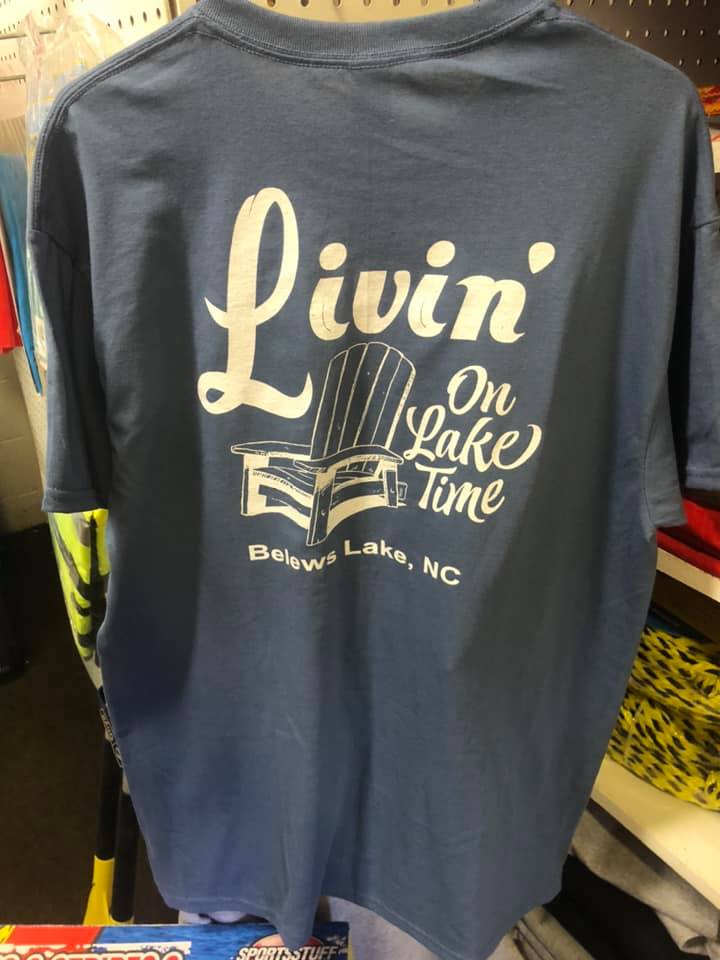 Livin'
On
Lake
Time
Belews Lake, NC
SPORTSSTUFF